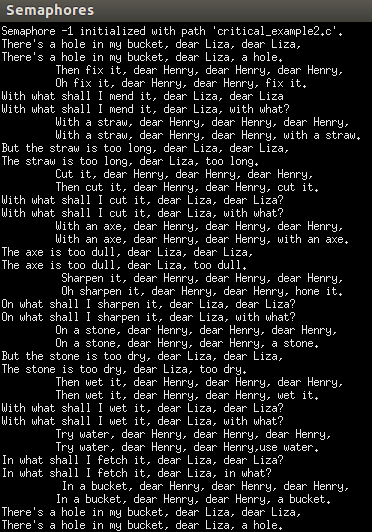 Semaphores
Semaphore -1 initialized with path 'critical_example2.c'.
There's a hole in my bucket, dear Liza, dear Liza,
There's a hole in my bucket, dear Liza, a hole.
Then fix it, dear Henry, dear Henry, dear Henry,
Oh fix it, dear Henry, dear Henry, fix it.
With what shall I mend it, dear Liza, dear Liza
With what shall I mend it, dear Liza, with what?
With a straw, dear Henry, dear Henry, dear Henry,
With a straw, dear Henry, dear Henry, with a straw.
But the straw is too long, dear Liza, dear Liza,
The straw is too long, dear Liza, too long.
Cut it, dear Henry, dear Henry, dear Henry,
Then cut it, dear Henry, dear Henry, cut it.
With what shall I cut it, dear Liza, dear Liza?
With what shall I cut it, dear Liza, with what?
With an axe, dear Henry, dear Henry, dear Henry,
With an axe, dear Henry, dear Henry, with an axe.
The axe is too dull, dear Liza, dear Liza,
The axe is too dull, dear Liza, too dull.
Sharpen it, dear Henry, dear Henry, dear Henry,
Oh sharpen it, dear Henry, dear Henry, hone it.
On what shall I sharpen it, dear Liza, dear Liza?
On what shall I sharpen it, dear Liza, with what?
On a stone, dear Henry, dear Henry, dear Henry,
On a stone, dear Henry, dear Henry, a stone.
But the stone is too dry, dear Liza, dear Liza,
The stone is too dry, dear Liza, too dry.
Then wet it, dear Henry, dear Henry, dear Henry,
Then wet it, dear Henry, dear Henry, wet it.
With what shall I wet it, dear Liza, dear Liza?
With what shall I wet it, dear Liza, with what?
Try water, dear Henry, dear Henry, dear Henry,
Try water, dear Henry, dear Henry,use water.
In what shall I fetch it, dear Liza, dear Liza?
In what shall I fetch it, dear Liza, in what?
In a bucket, dear Henry, dear Henry, dear Henry,
In a bucket, dear Henry, dear Henry, a bucket.
There's a hole in my bucket, dear Liza, dear Liza,
There's a hole in my bucket, dear Liza, a hole.